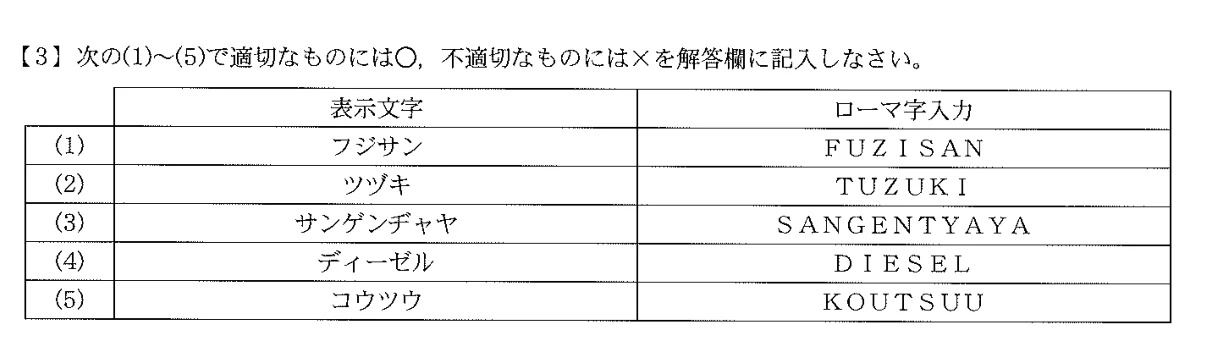 【3】次の(1)～(5)で適切なものには〇，不適切なものには×を解答欄に記入しなさい。
表示文字 ローマ字入力
(1) フジサン ＦＵＺＩＳＡＮ
(2) ツヅキ ＴＵＺＵＫＩ
(3) サンゲンヂャヤ ＳＡＮＧＥＮＴＹＡＹＡ
(4) ディーゼル ＤＩＥＳＥＬ
(5) コウツウ ＫＯＵＴＳＵＵ